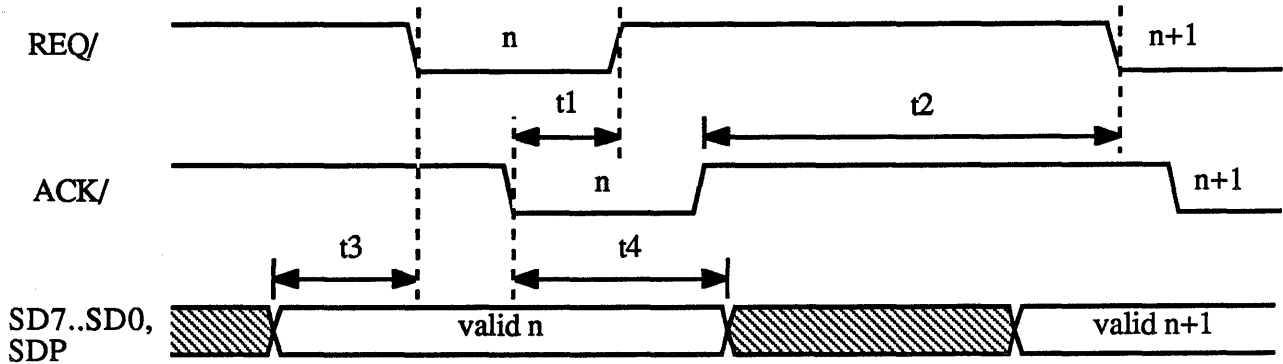 REQ/ n n+1
t1 t2
ACK/ n n+1
t3 t4
SD7..SD0, valid n valid n+1
SDP